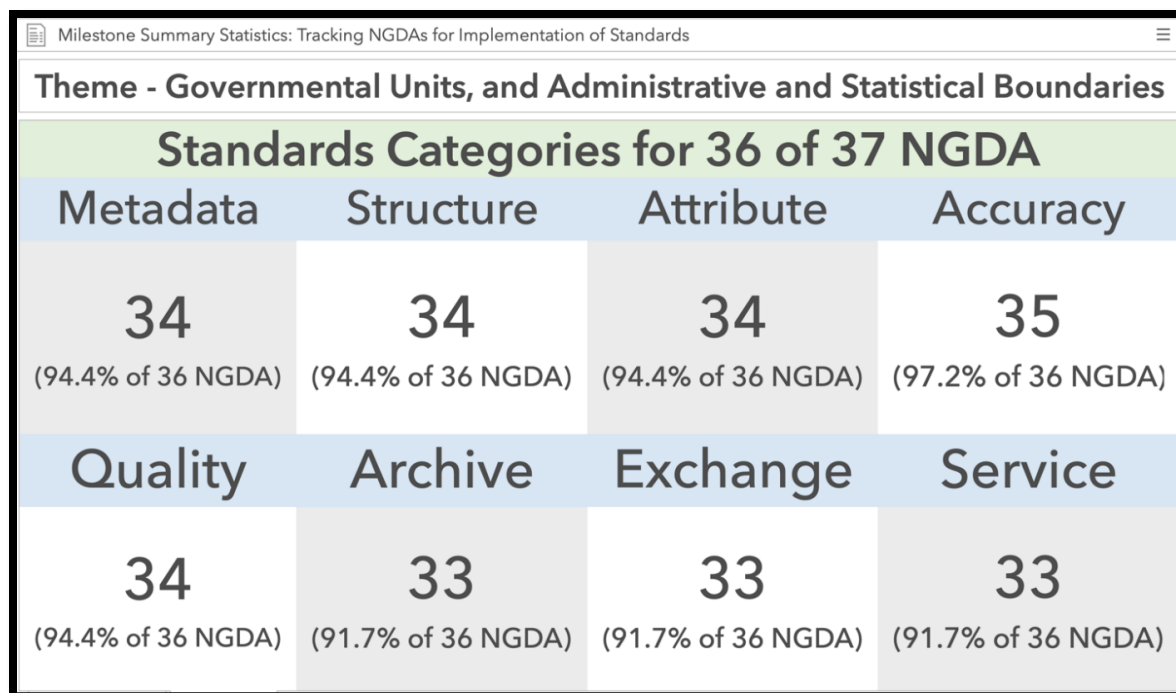 Milestone Summary Statistics: Tracking NGDAs for Implementation of Standards
Theme - Governmental Units, and Administrative and Statistical Boundaries
Standards Categories for 36 of 37 NGDA
Metadata Structure Attribute Accuracy
34 34 34 35
(94.4% of 36 NGDA) (94.4% of 36 NGDA) (94.4% of 36 NGDA) (97.2% of 36 NGDA)
Quality Archive Exchange Service
34 33 33 33
(94.4% of 36 NGDA) (91.7% of 36 NGDA) (91.7% of 36 NGDA) (91.7% of 36 NGDA)